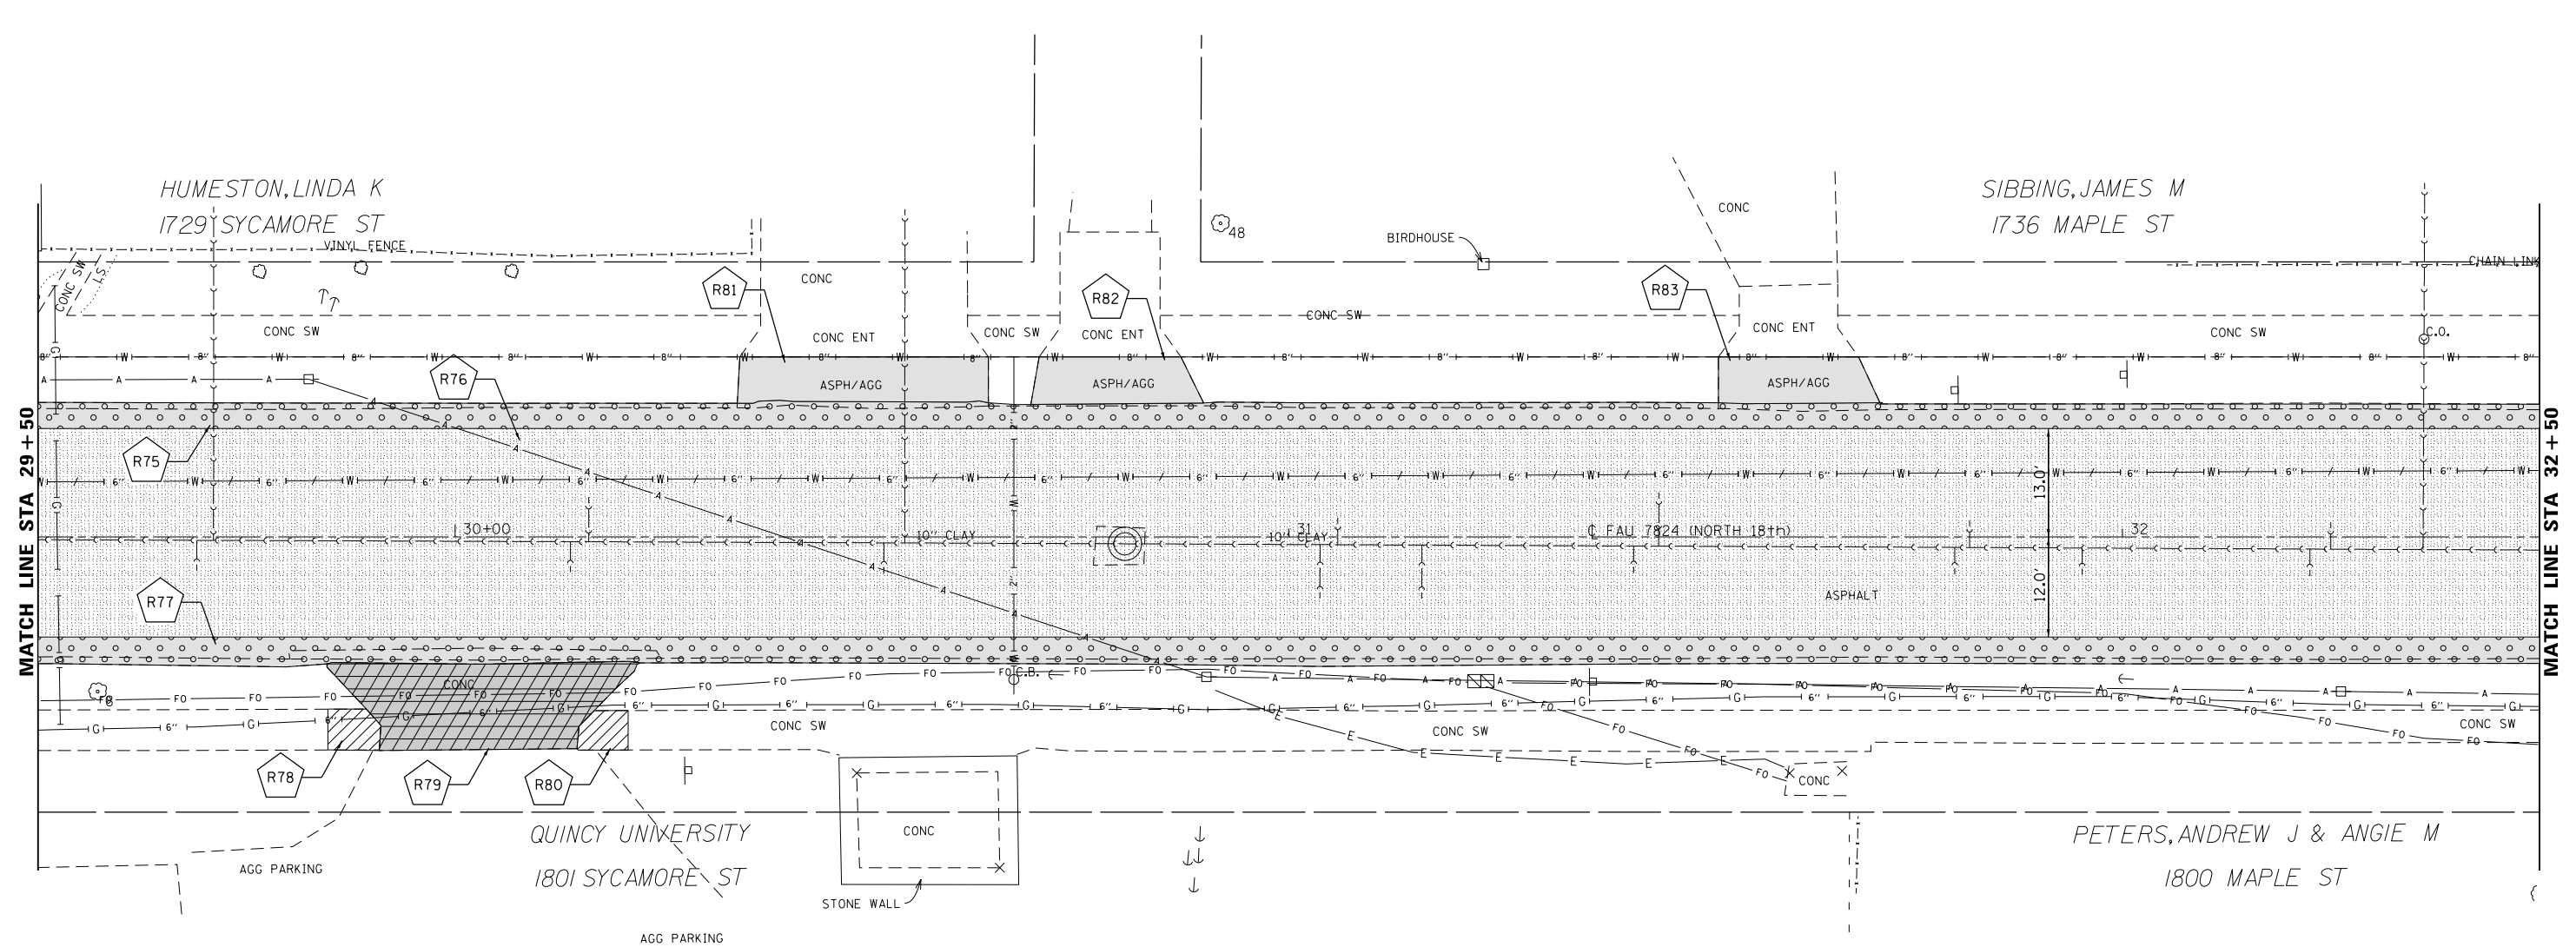 HUMESTON, LINDA K
1729 SYCAMORE ST
VINYL FENCE
CONC SW
LS
CONC SW
R81
CONC
CONC ENT
CONC SW
R82
CONC ENT
48
BIRDHOUSE
CONC SW
R83
CONC
CONC ENT
SIBBING, JAMES M
1736 MAPLE ST
CHAIN LINK
CONC SW
C.O.
R76
ASPH/AGG
ASPH/AGG
ASPH/AGG
R75
MATCH LINE STA 29+50
MATCH LINE STA 32+50
13.0'
30+00
10" CLAY
31
10" CLAY
℄ FAU 7824 (NORTH 18th)
32
12.0'
ASPHALT
R77
CONC
C.B.
CONC SW
CONC SW
CONC SW
R78
R79
R80
CONC
QUINCY UNIVERSITY
1801 SYCAMORE ST
CONC
STONE WALL
AGG PARKING
AGG PARKING
PETERS, ANDREW J & ANGIE M
1800 MAPLE ST